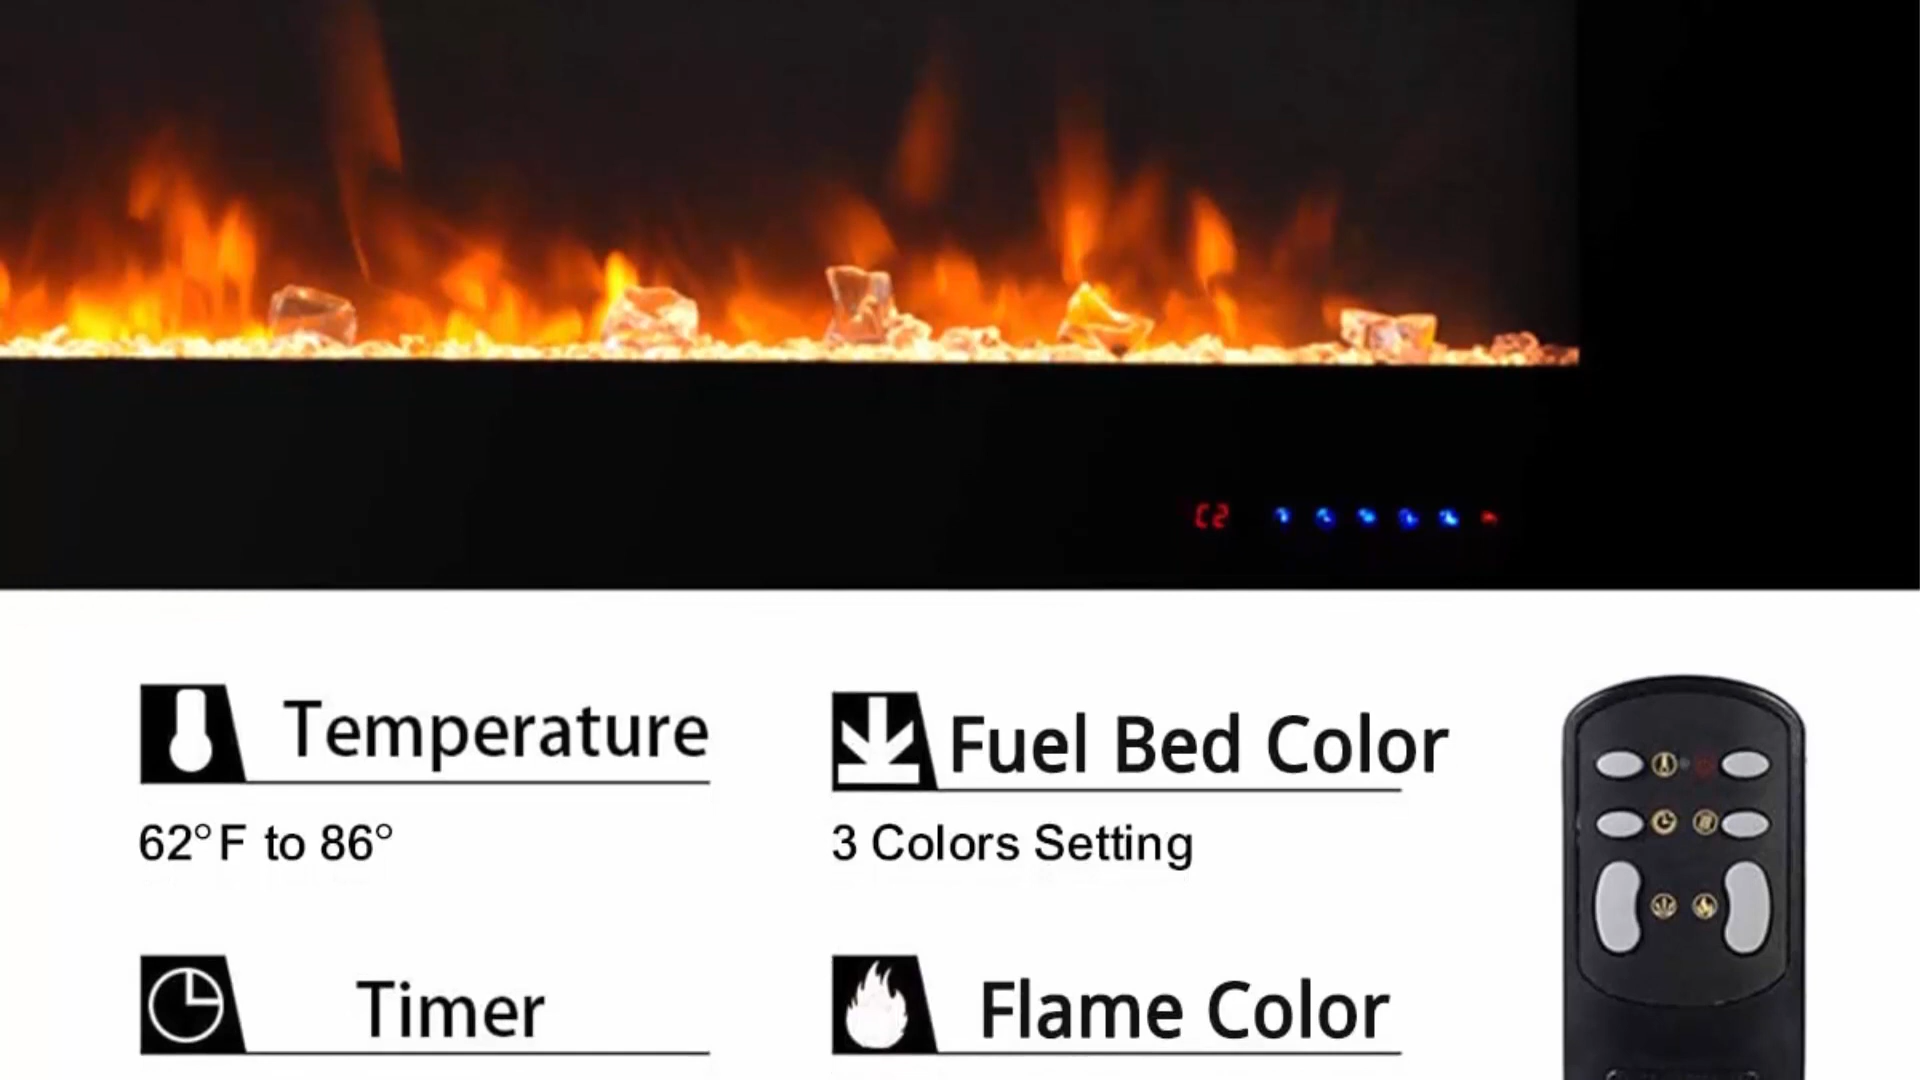 C2
Temperature
62°F to 86°
Fuel Bed Color
3 Colors Setting
Timer
Flame Color